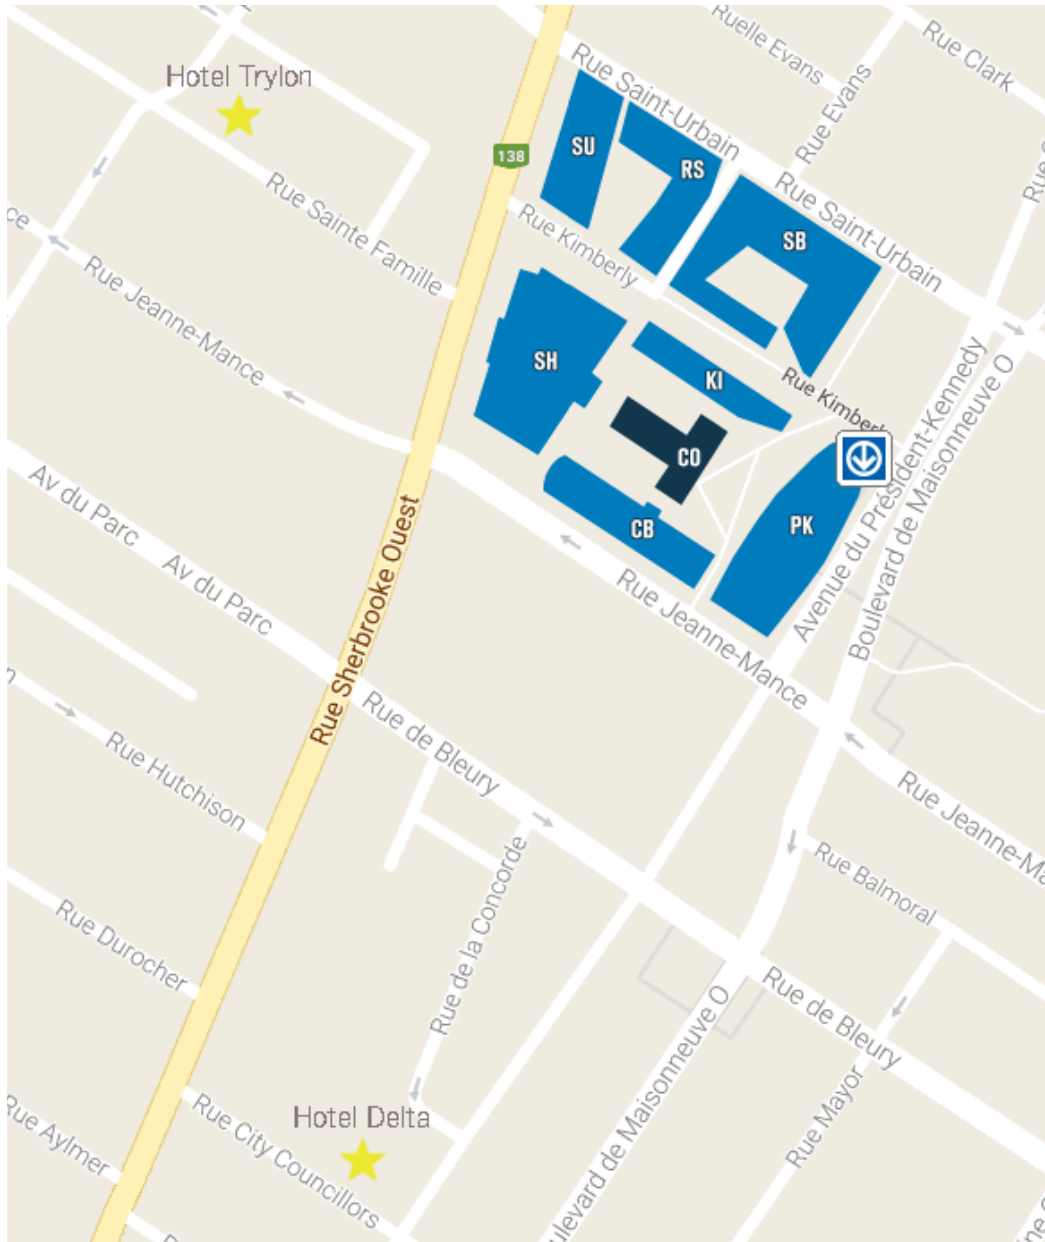 Ruelle Evans
Rue Clark
Hotel Trylon
Rue Saint-Urbain
Rue Evans
138
SU
RS
Rue Saint-Urbain
Rue Sainte Famille
Rue Kimberly
SB
ce
Rue Jeanne-Mance
SH
KI
Rue Kimberly
Avenue du Président-Kennedy
Boulevard de Maisonneuve O
CO
Av du Parc
CB
PK
Rue Sherbrooke Ouest
Av du Parc
Rue Jeanne-Mance
n
Rue de Bleury
Rue Hutchison
Rue Jeanne-Ma
Rue de la Concorde
Rue Balmoral
Rue Durocher
Rue de Bleury
ulevard de Maisonneuve O
Rue Mayor
Hotel Delta
Rue City Councillors
Rue Aylmer